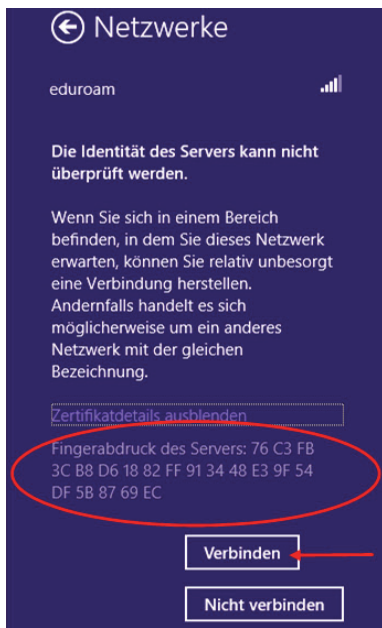 Netzwerke
eduroam
Die Identität des Servers kann nicht
überprüft werden.
Wenn Sie sich in einem Bereich
befinden, in dem Sie dieses Netzwerk
erwarten, können Sie relativ unbesorgt
eine Verbindung herstellen.
Andernfalls handelt es sich
möglicherweise um ein anderes
Netzwerk mit der gleichen
Bezeichnung.
Zertifikatdetails ausblenden
Fingerabdruck des Servers: 76 C3 FB
3C B8 D6 18 82 FF 91 34 48 E3 9F 54
DF 5B 87 69 EC
Verbinden
Nicht verbinden